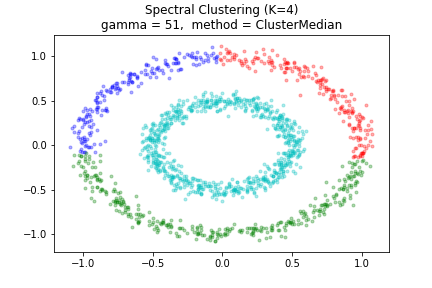 Spectral Clustering (K=4)
gamma = 51, method = ClusterMedian
1.0
0.5
0.0
−0.5
−1.0
−1.0 −0.5 0.0 0.5 1.0